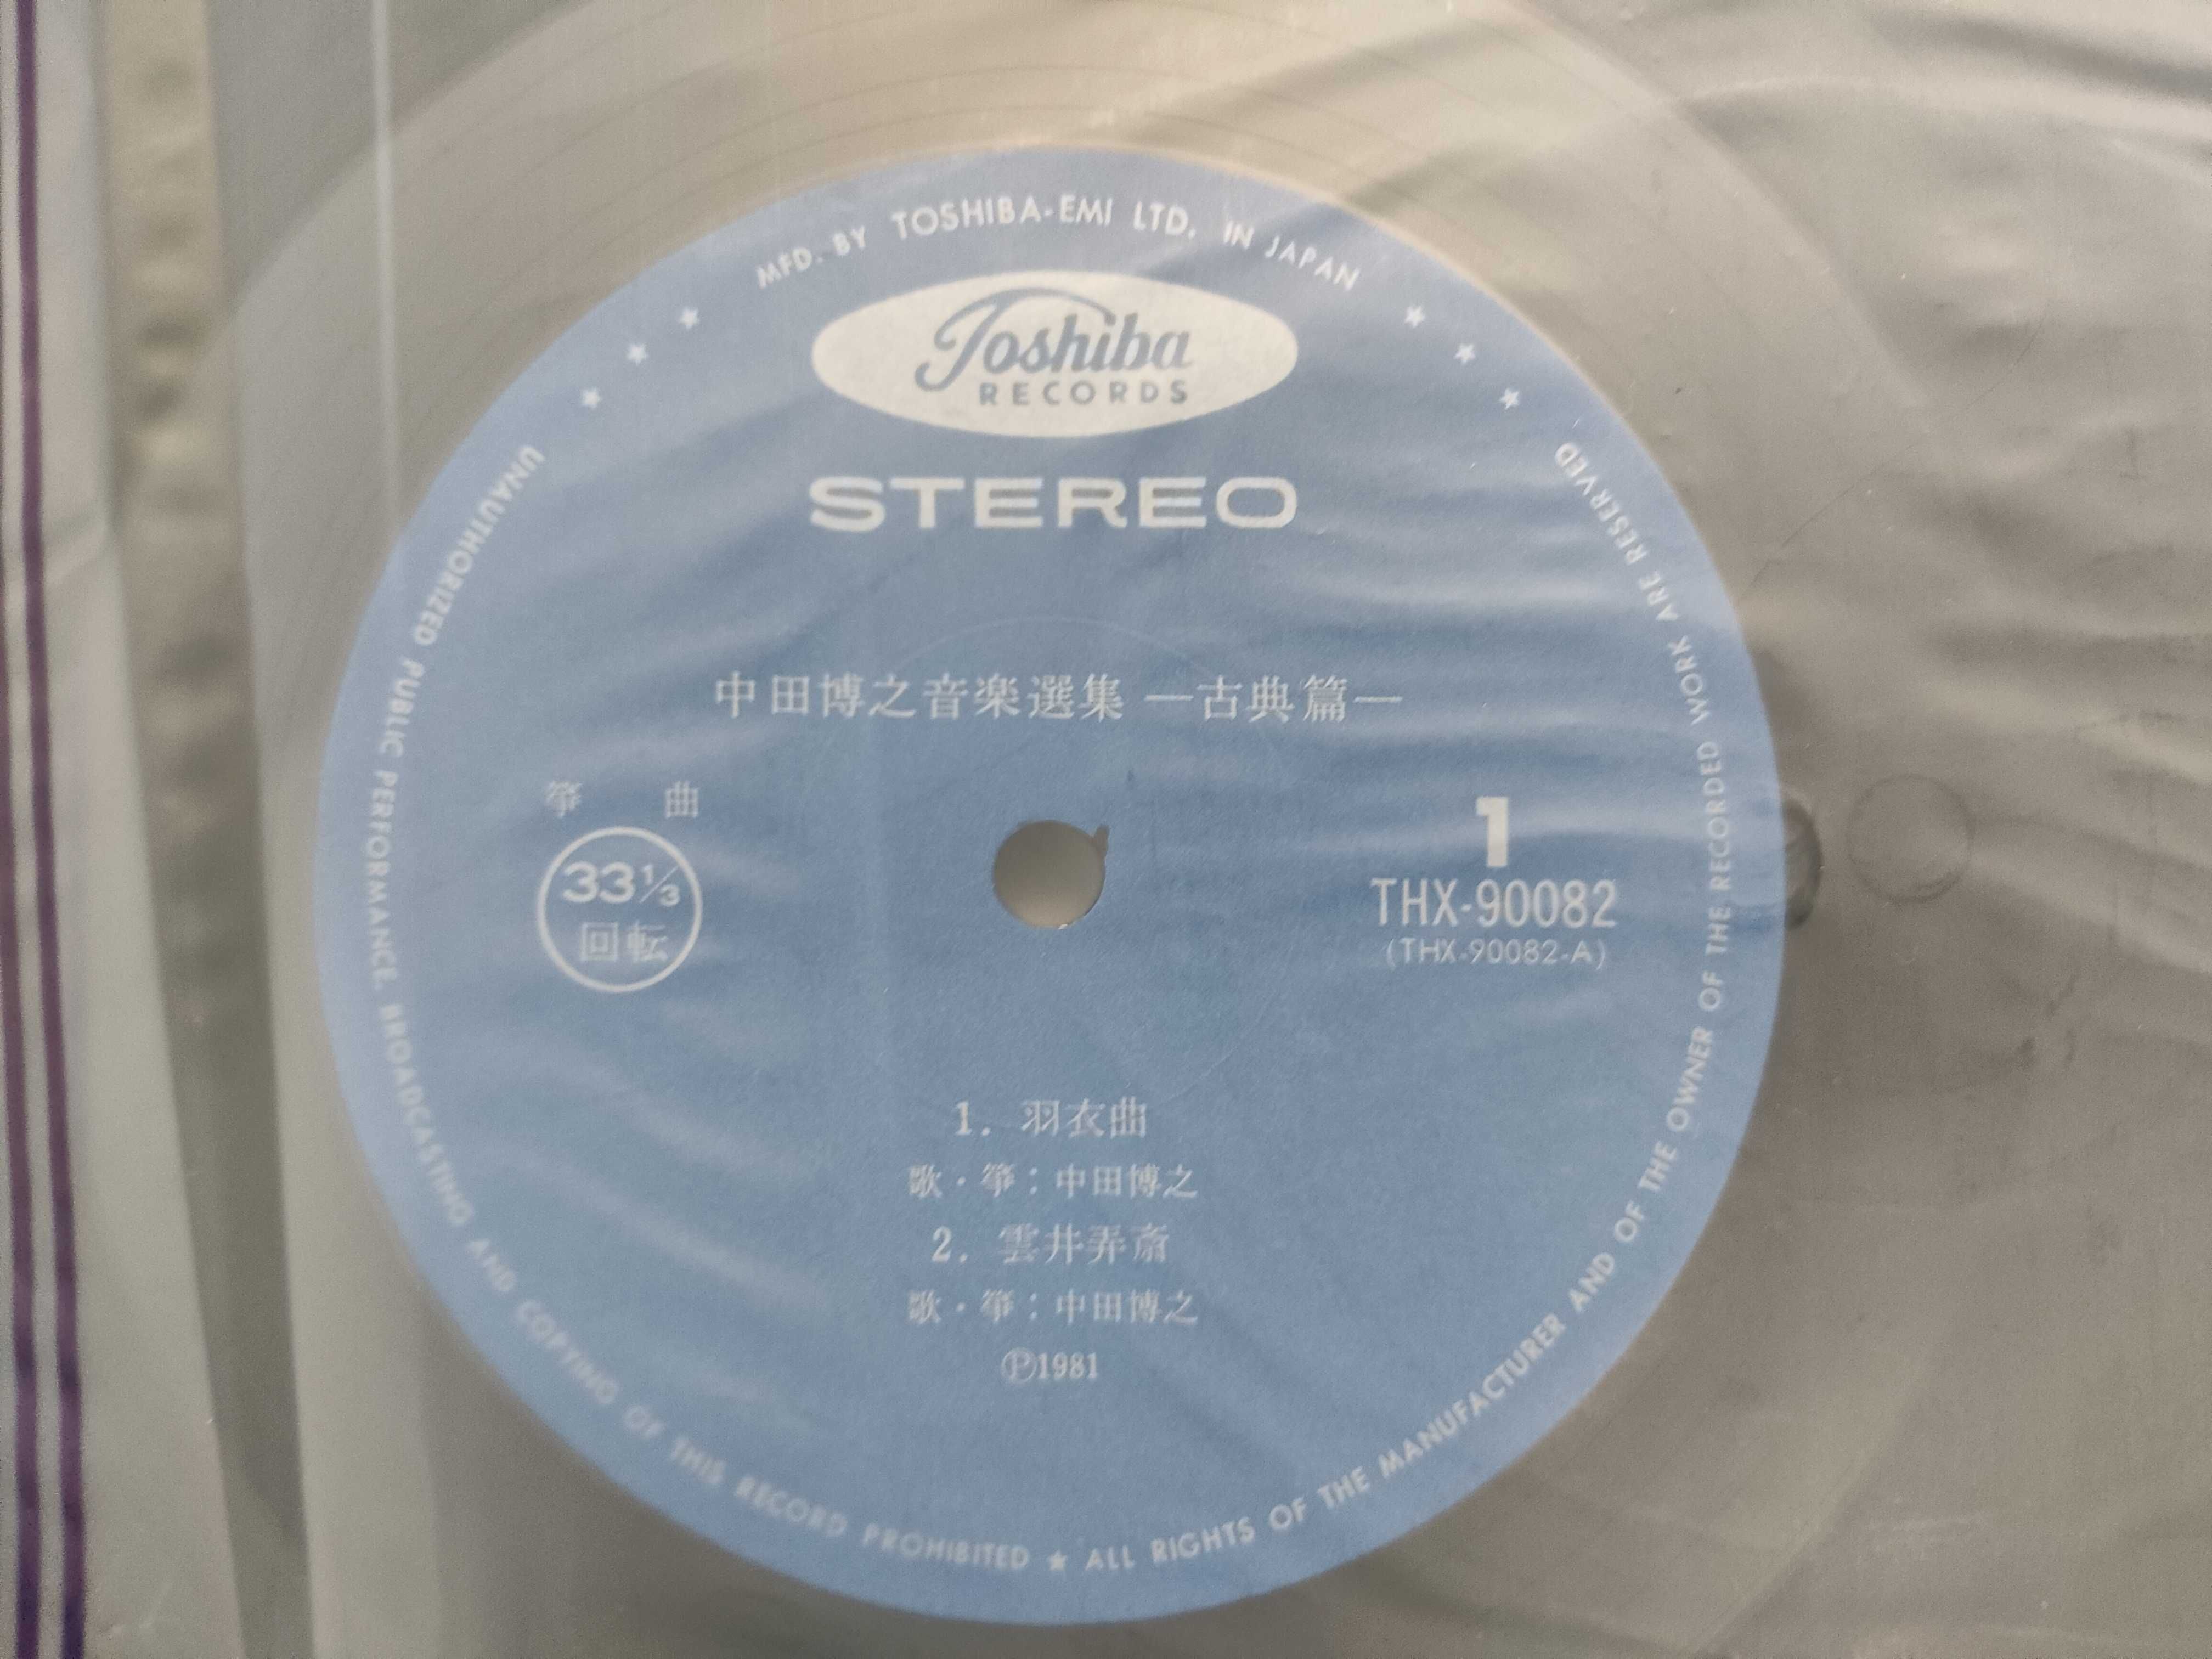 MFD. BY TOSHIBA-EMI LTD. IN JAPAN
Toshiba
RECORDS
STEREO
中田博之音楽選集 ―古典篇―
箏 曲
33⅓
回転
1
THX-90082
(THX-90082-A)
1. 羽衣曲
歌・箏：中田博之
2. 雲井弄斎
歌・箏：中田博之
Ⓟ1981
UNAUTHORIZED PUBLIC PERFORMANCE, BROADCASTING AND COPYING OF THIS RECORD PROHIBITED ★ ALL RIGHTS OF THE MANUFACTURER AND OF THE OWNER OF THE RECORDED WORK ARE RESERVED